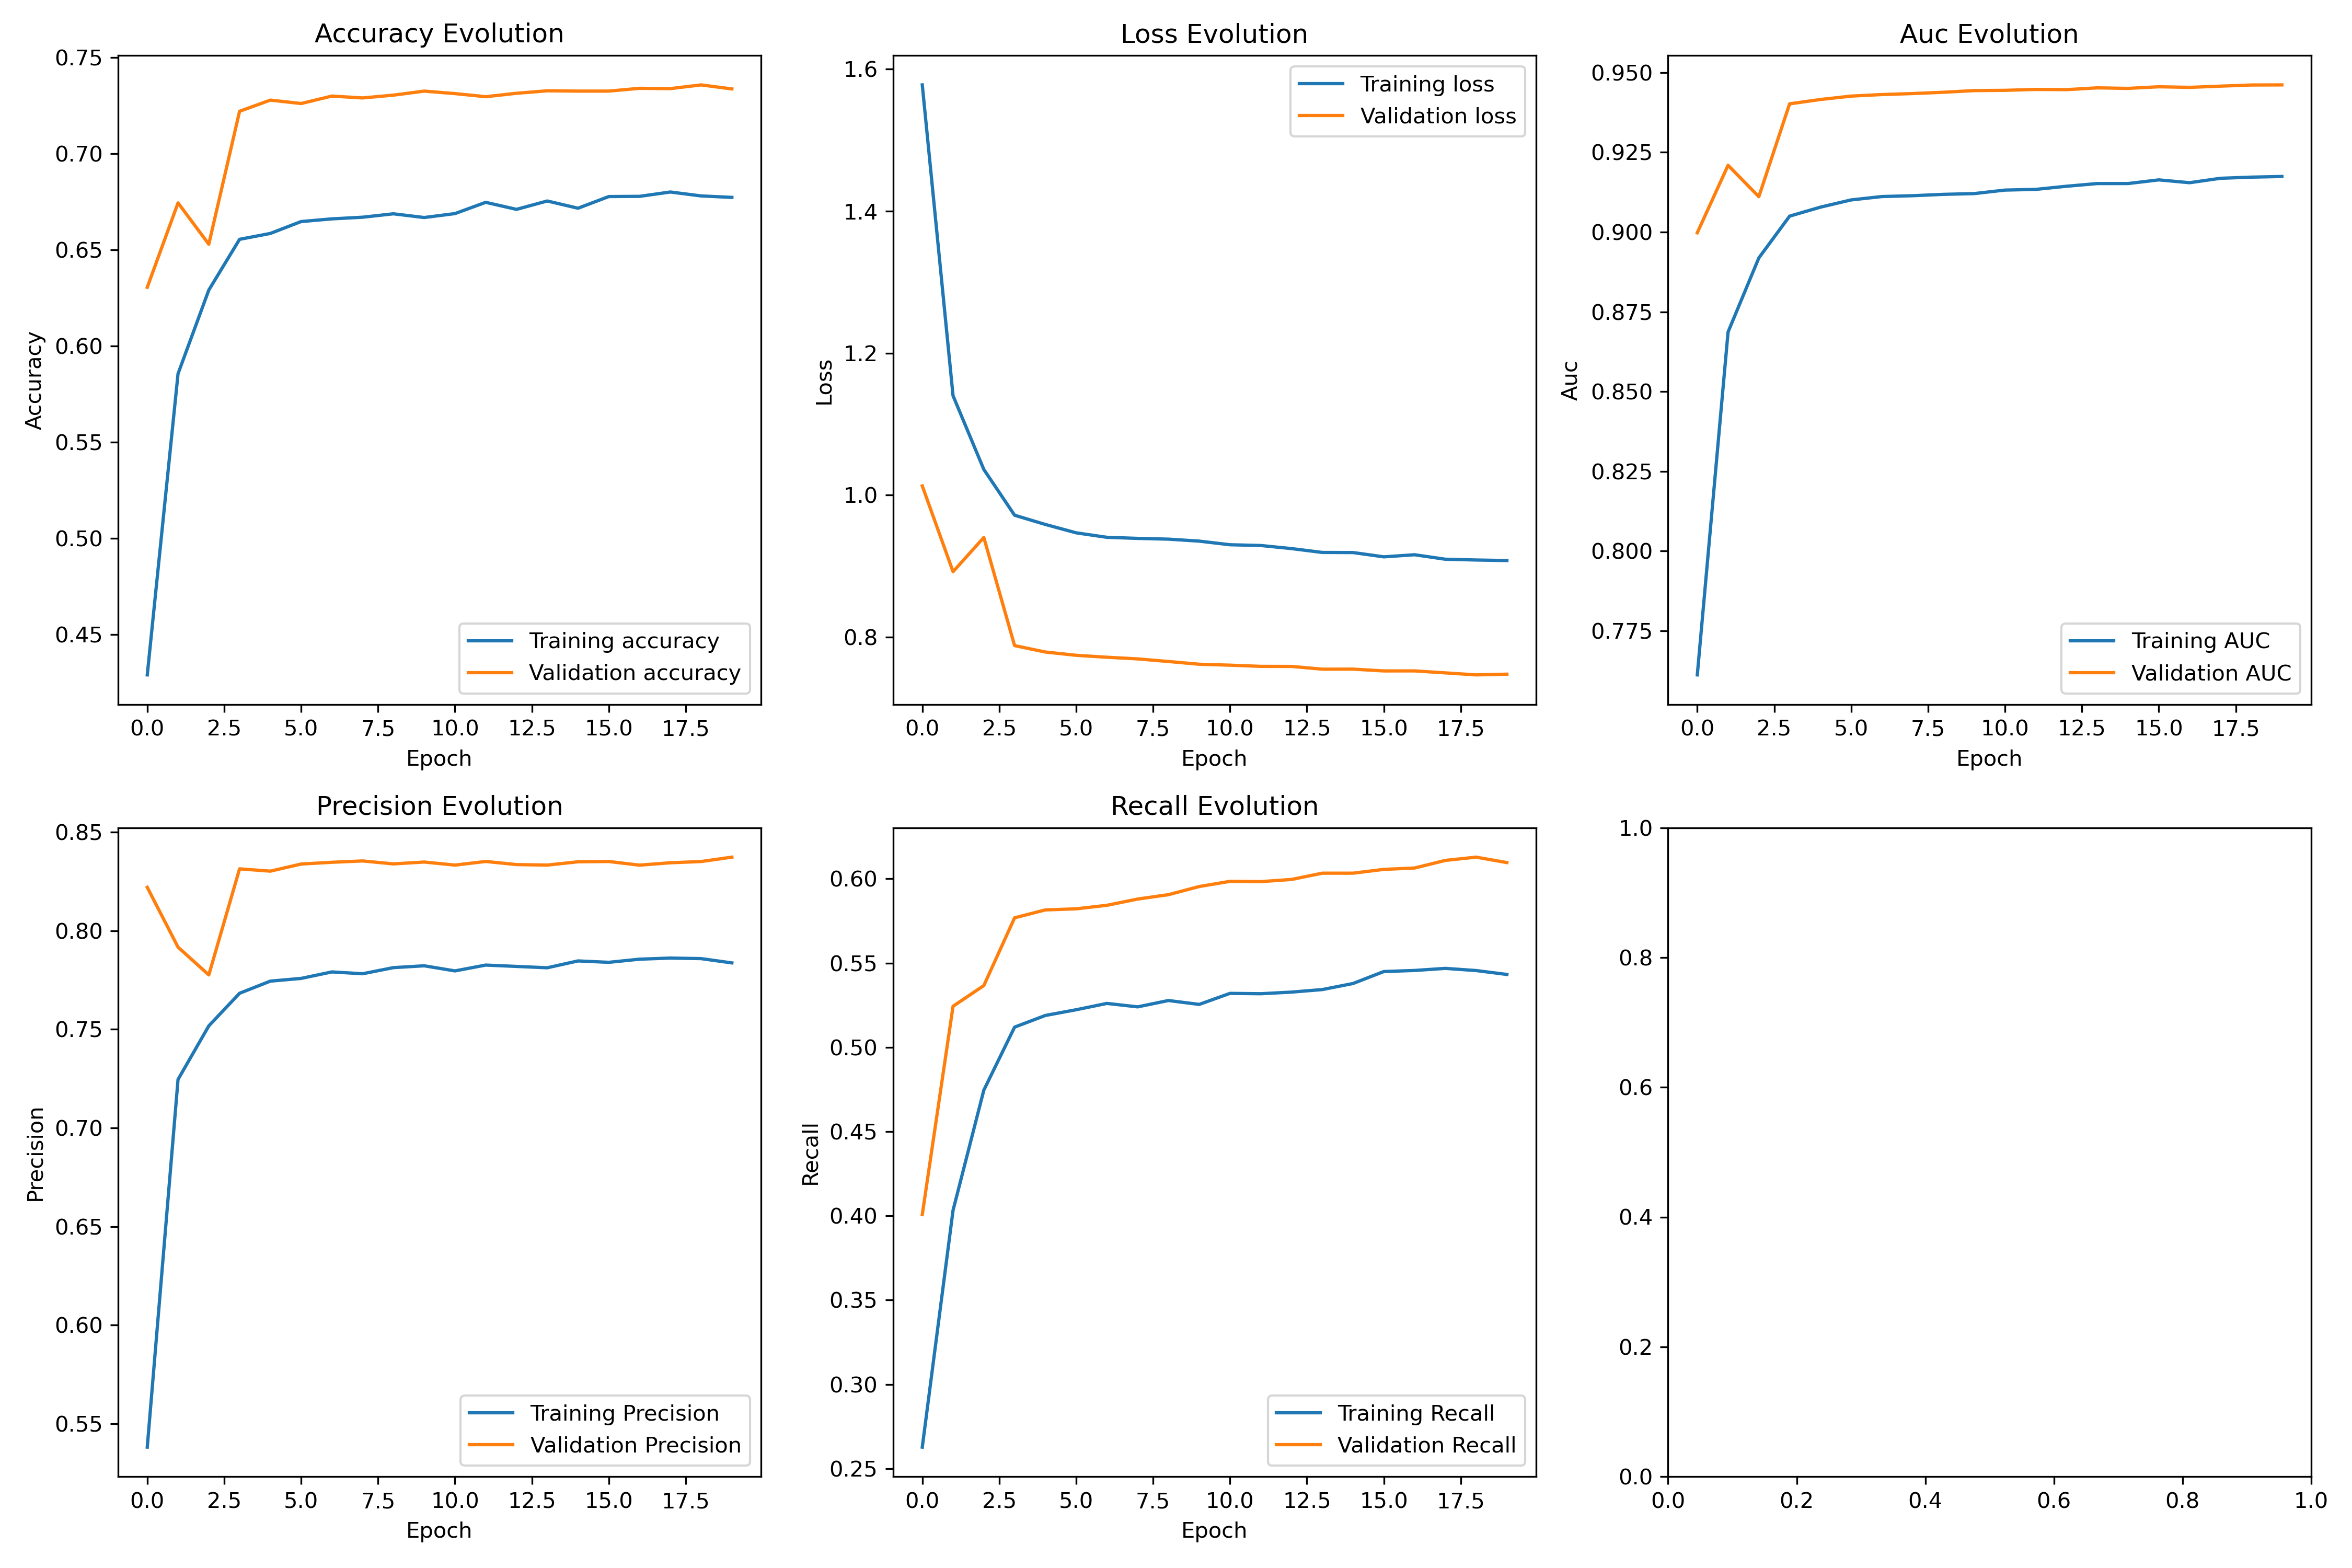 Accuracy Evolution
Accuracy
0.75
0.70
0.65
0.60
0.55
0.50
0.45
Training accuracy
Validation accuracy
0.0 2.5 5.0 7.5 10.0 12.5 15.0 17.5
Epoch
Loss Evolution
Loss
1.6
1.4
1.2
1.0
0.8
Training loss
Validation loss
0.0 2.5 5.0 7.5 10.0 12.5 15.0 17.5
Epoch
Auc Evolution
Auc
0.950
0.925
0.900
0.875
0.850
0.825
0.800
0.775
Training AUC
Validation AUC
0.0 2.5 5.0 7.5 10.0 12.5 15.0 17.5
Epoch
Precision Evolution
Precision
0.85
0.80
0.75
0.70
0.65
0.60
0.55
Training Precision
Validation Precision
0.0 2.5 5.0 7.5 10.0 12.5 15.0 17.5
Epoch
Recall Evolution
Recall
0.60
0.55
0.50
0.45
0.40
0.35
0.30
0.25
Training Recall
Validation Recall
0.0 2.5 5.0 7.5 10.0 12.5 15.0 17.5
Epoch
1.0
0.8
0.6
0.4
0.2
0.0
0.0 0.2 0.4 0.6 0.8 1.0